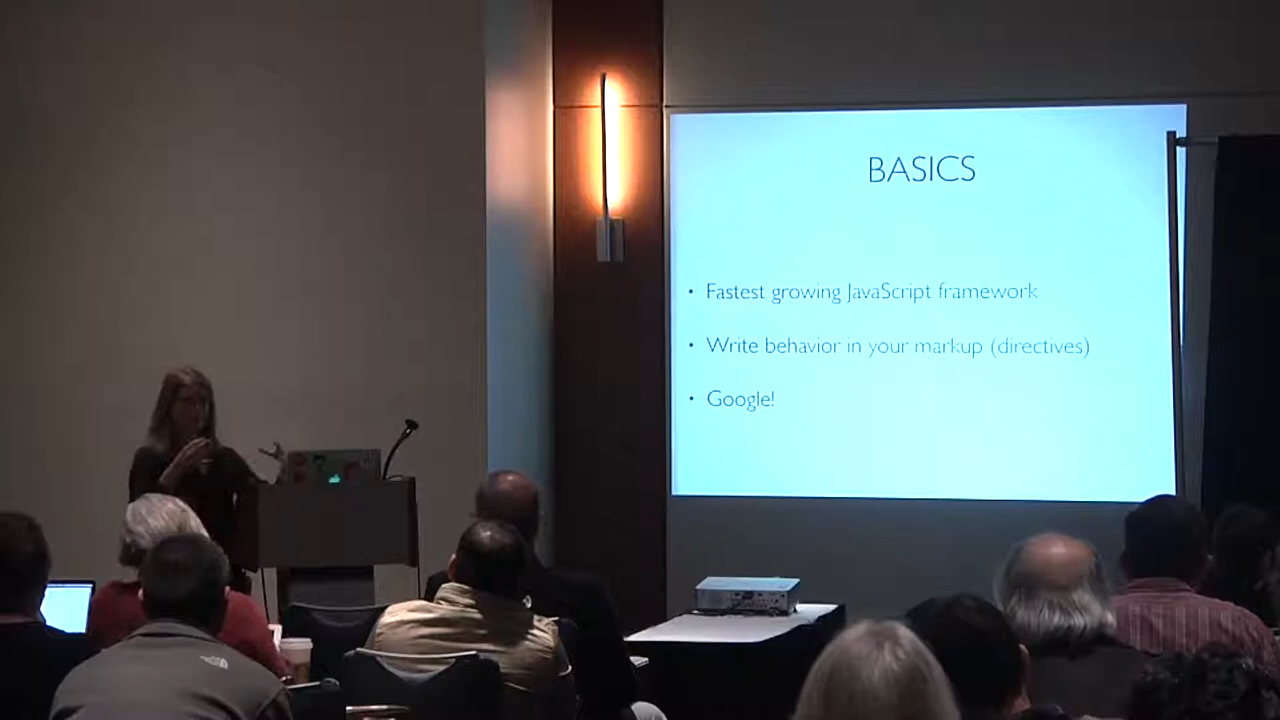 BASICS
• Fastest growing JavaScript framework
• Write behavior in your markup (directives)
• Google!